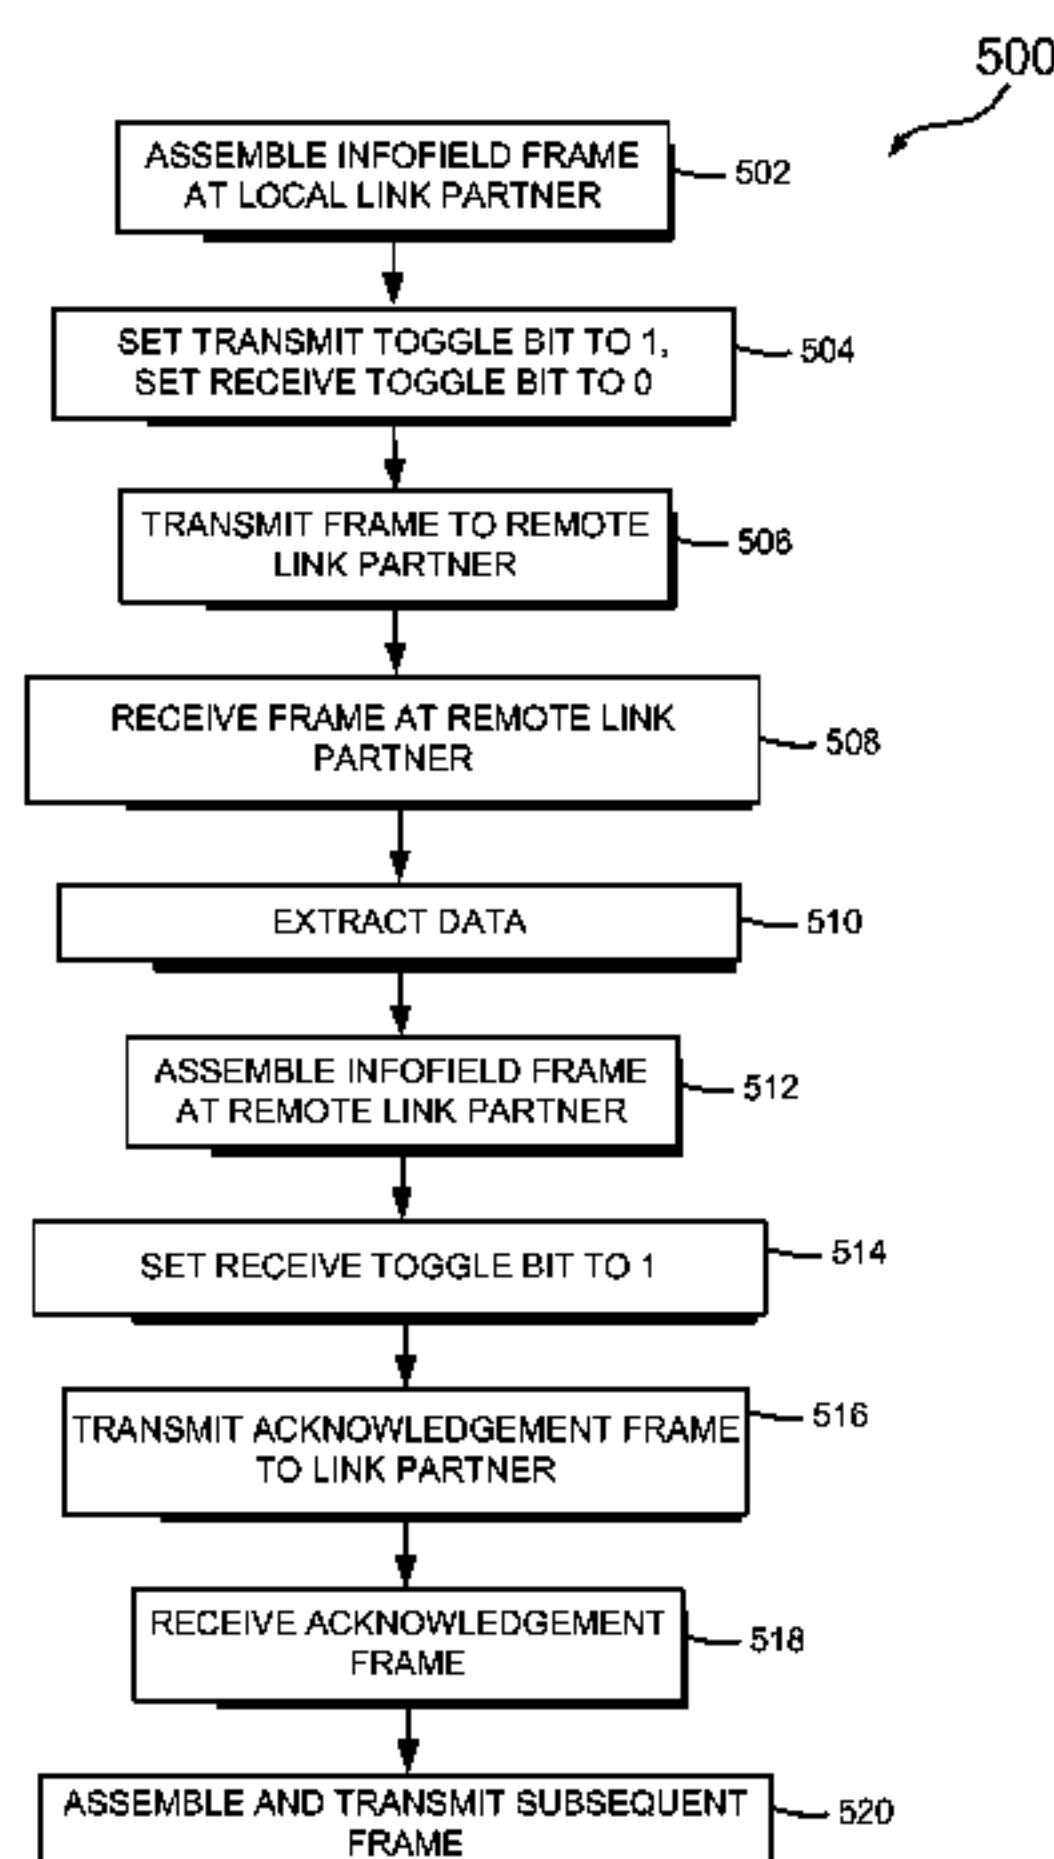 500
ASSEMBLE INFOFIELD FRAME
AT LOCAL LINK PARTNER
502
SET TRANSMIT TOGGLE BIT TO 1,
SET RECEIVE TOGGLE BIT TO 0
504
TRANSMIT FRAME TO REMOTE
LINK PARTNER
506
RECEIVE FRAME AT REMOTE LINK
PARTNER
508
EXTRACT DATA
510
ASSEMBLE INFOFIELD FRAME
AT REMOTE LINK PARTNER
512
SET RECEIVE TOGGLE BIT TO 1
514
TRANSMIT ACKNOWLEDGEMENT FRAME
TO LINK PARTNER
516
RECEIVE ACKNOWLEDGEMENT
FRAME
518
ASSEMBLE AND TRANSMIT SUBSEQUENT
FRAME
520